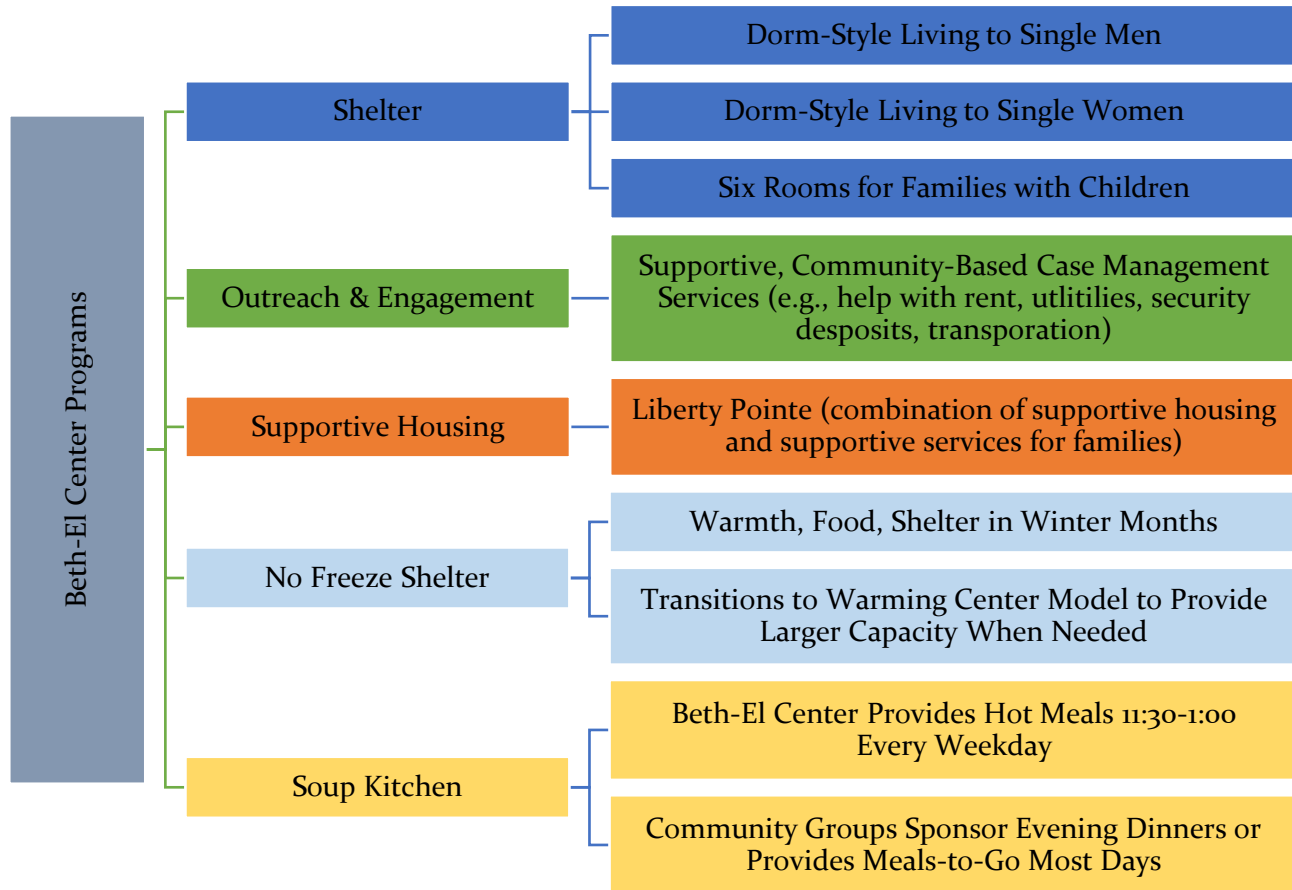 Beth-El Center Programs
Shelter
Dorm-Style Living to Single Men
Dorm-Style Living to Single Women
Six Rooms for Families with Children
Outreach & Engagement
Supportive, Community-Based Case Management
Services (e.g., help with rent, utlitilies, security
desposits, transporation)
Supportive Housing
Liberty Pointe (combination of supportive housing
and supportive services for families)
No Freeze Shelter
Warmth, Food, Shelter in Winter Months
Transitions to Warming Center Model to Provide
Larger Capacity When Needed
Soup Kitchen
Beth-El Center Provides Hot Meals 11:30-1:00
Every Weekday
Community Groups Sponsor Evening Dinners or
Provides Meals-to-Go Most Days